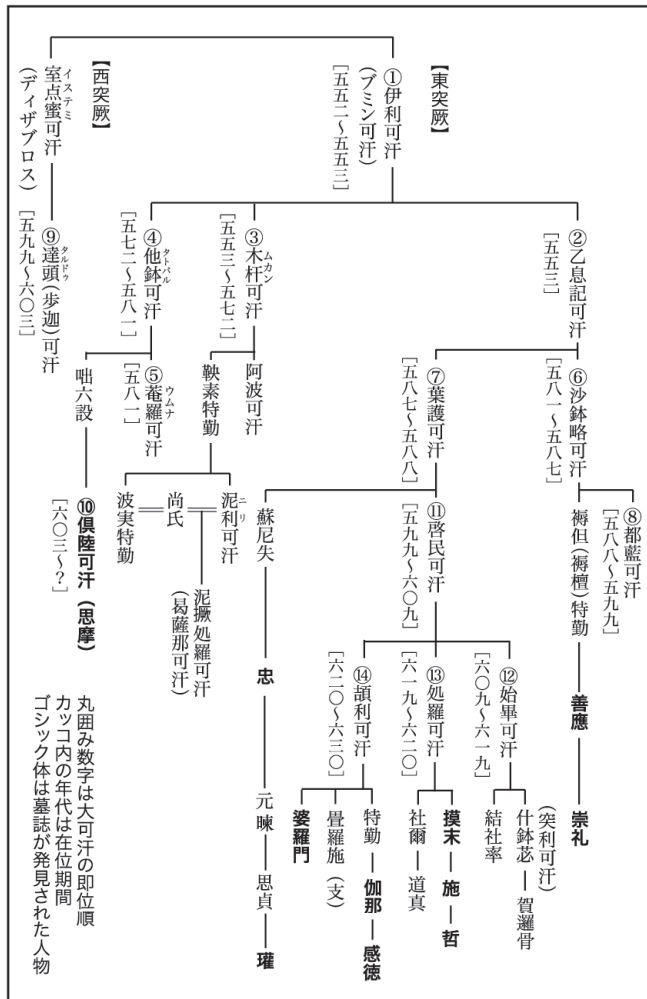 【東突厥】
①伊利可汗
(ブミン可汗)
[五五二〜五五三]
【西突厥】
室点蜜可汗
イステミ
(ディザブロス)
②乙息記可汗
[五五三]
③木杆可汗
ムカン
[五五三〜五七二]
④他鉢可汗
タトパル
[五七二〜五八一]
⑨達頭(歩迦)可汗
タルドゥ
[五九九〜六〇三]
⑥沙鉢略可汗
[五八一〜五八七]
⑦葉護可汗
[五八七〜五八八]
阿波可汗
鞅素特勤
⑤菴羅可汗
ウムナ
[五八一]
咄六設
⑧都藍可汗
[五八八〜五九九]
褥但(褥檀)特勤
⑪啓民可汗
[五九九〜六〇九]
蘇尼失
泥利可汗
ニリ
尚氏
波実特勤
⑩俱陸可汗(思摩)
[六〇三〜?]
泥撅処羅可汗
(曷薩那可汗)
善應
崇礼
⑫始畢可汗
[六〇九〜六一九]
⑬処羅可汗
[六一九〜六二〇]
⑭頡利可汗
[六二〇〜六三〇]
忠
(突利可汗)
什鉢苾
賀邏骨
結社率
摸末
施
哲
社爾
道真
特勤
伽那
感徳
畳羅施(支)
婆羅門
元暕
思貞
瓘
丸囲み数字は大可汗の即位順
カッコ内の年代は在位期間
ゴシック体は墓誌が発見された人物